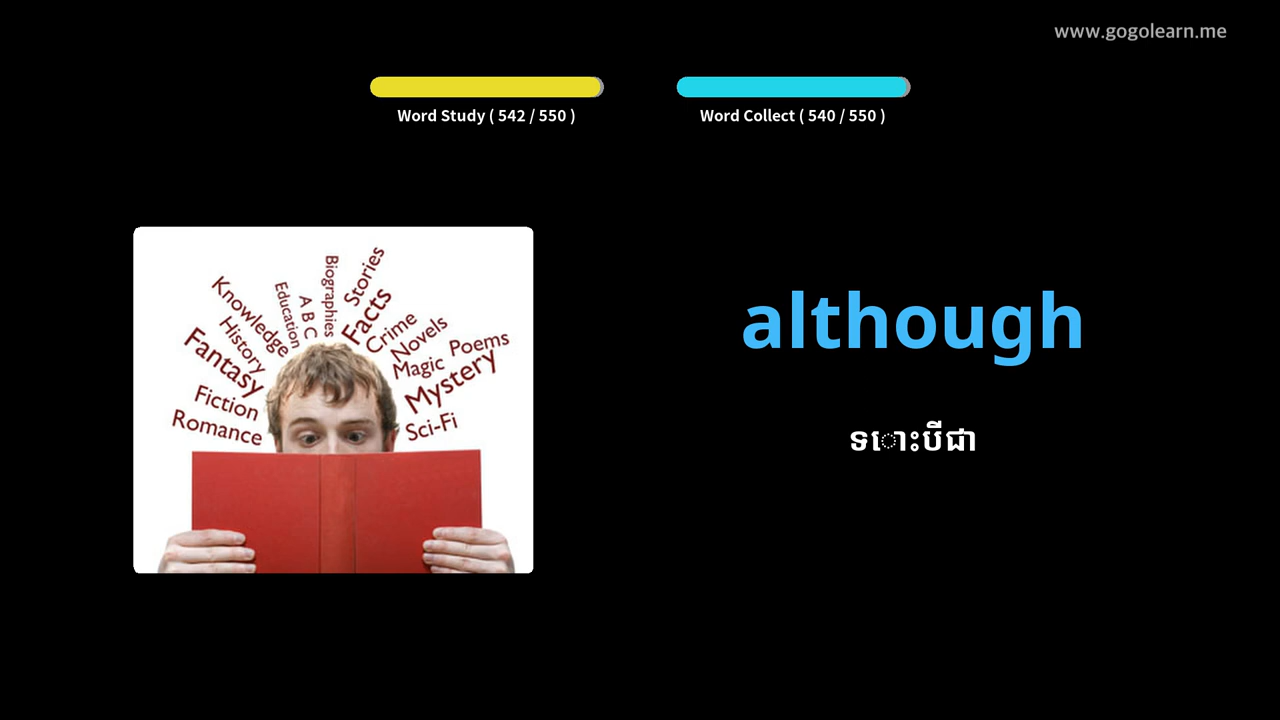 www.gogolearn.me
Word Study ( 542 / 550 )
Word Collect ( 540 / 550 )
Biographies
Stories
Education
A B C
Facts
Knowledge
Crime
History
Novels
Poems
Fantasy
Magic
Mystery
Fiction
Romance
Sci-Fi
although
ទោះបីជា